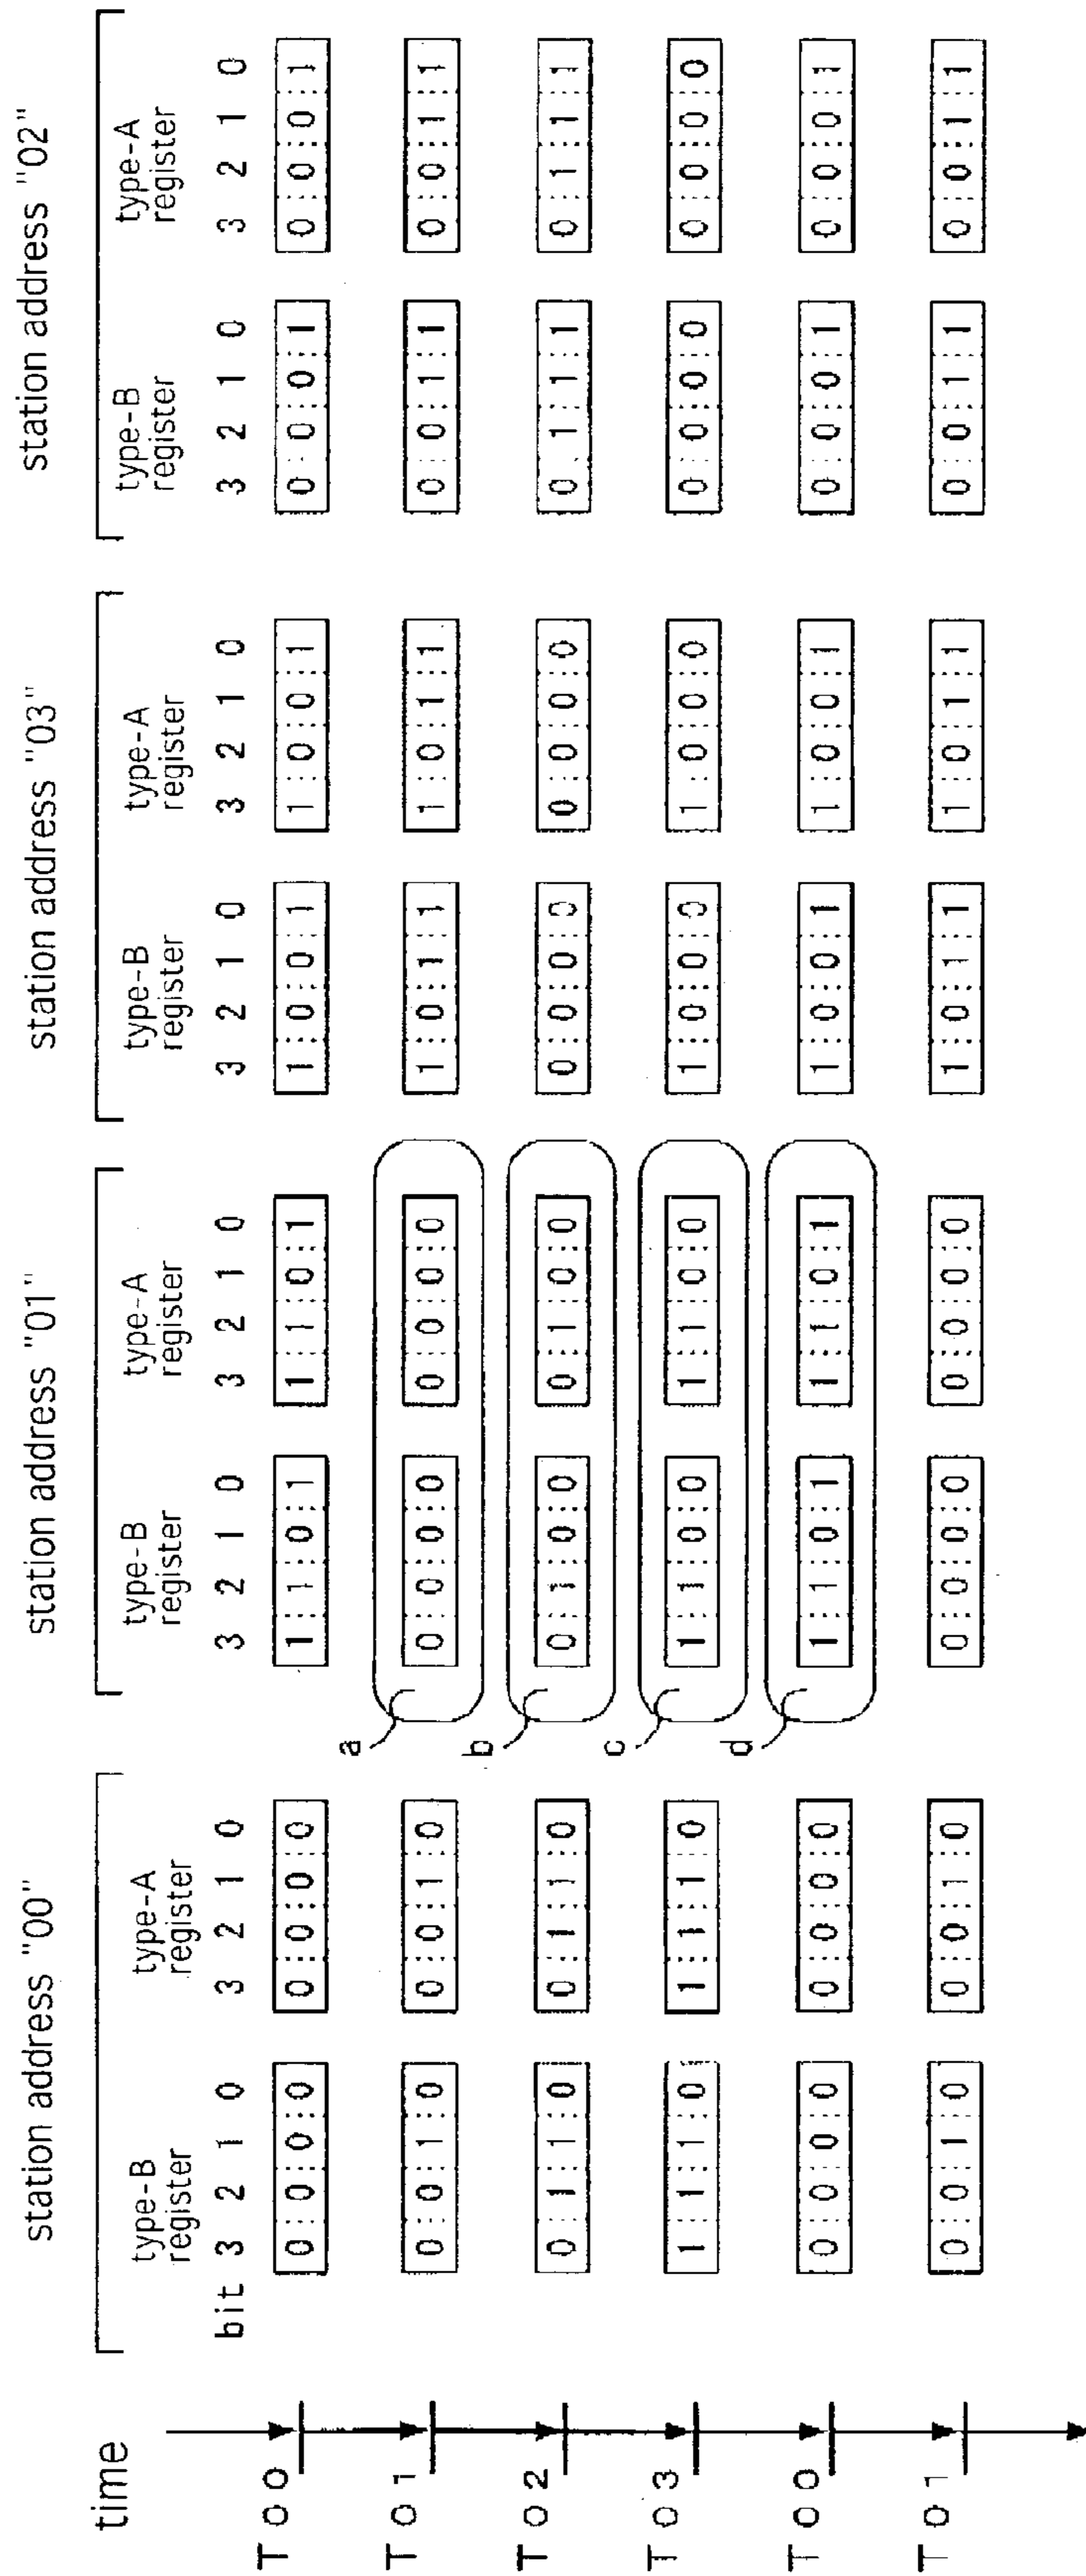 station address "00" station address "01" station address "03" station address "02"
time
type-B type-A type-B type-A type-B type-A type-B type-A
register register register register register register register register
bit 3 2 1 0 3 2 1 0 3 2 1 0 3 2 1 0 3 2 1 0 3 2 1 0 3 2 1 0 3 2 1 0
T00 0:0:0:0 0:0:0:0 1:1:0:1 1:1:0:1 1:0:0:1 1:0:0:1 0:0:0:1 0:0:0:1
a
T01 0:0:1:0 0:0:1:0 0:0:0:0 0:0:0:0 1:0:1:1 1:0:1:1 0:0:1:1 0:0:1:1
b
T02 0:1:1:0 0:1:1:0 0:1:0:0 0:1:0:0 0:0:0:0 0:0:0:0 0:1:1:1 0:1:1:1
c
T03 1:1:1:0 1:1:1:0 1:1:0:0 1:1:0:0 1:0:0:0 1:0:0:0 0:0:0:0 0:0:0:0
d
T00 0:0:0:0 0:0:0:0 1:1:0:1 1:1:0:1 1:0:0:1 1:0:0:1 0:0:0:1 0:0:0:1
T01 0:0:1:0 0:0:1:0 0:0:0:0 0:0:0:0 1:0:1:1 1:0:1:1 0:0:1:1 0:0:1:1